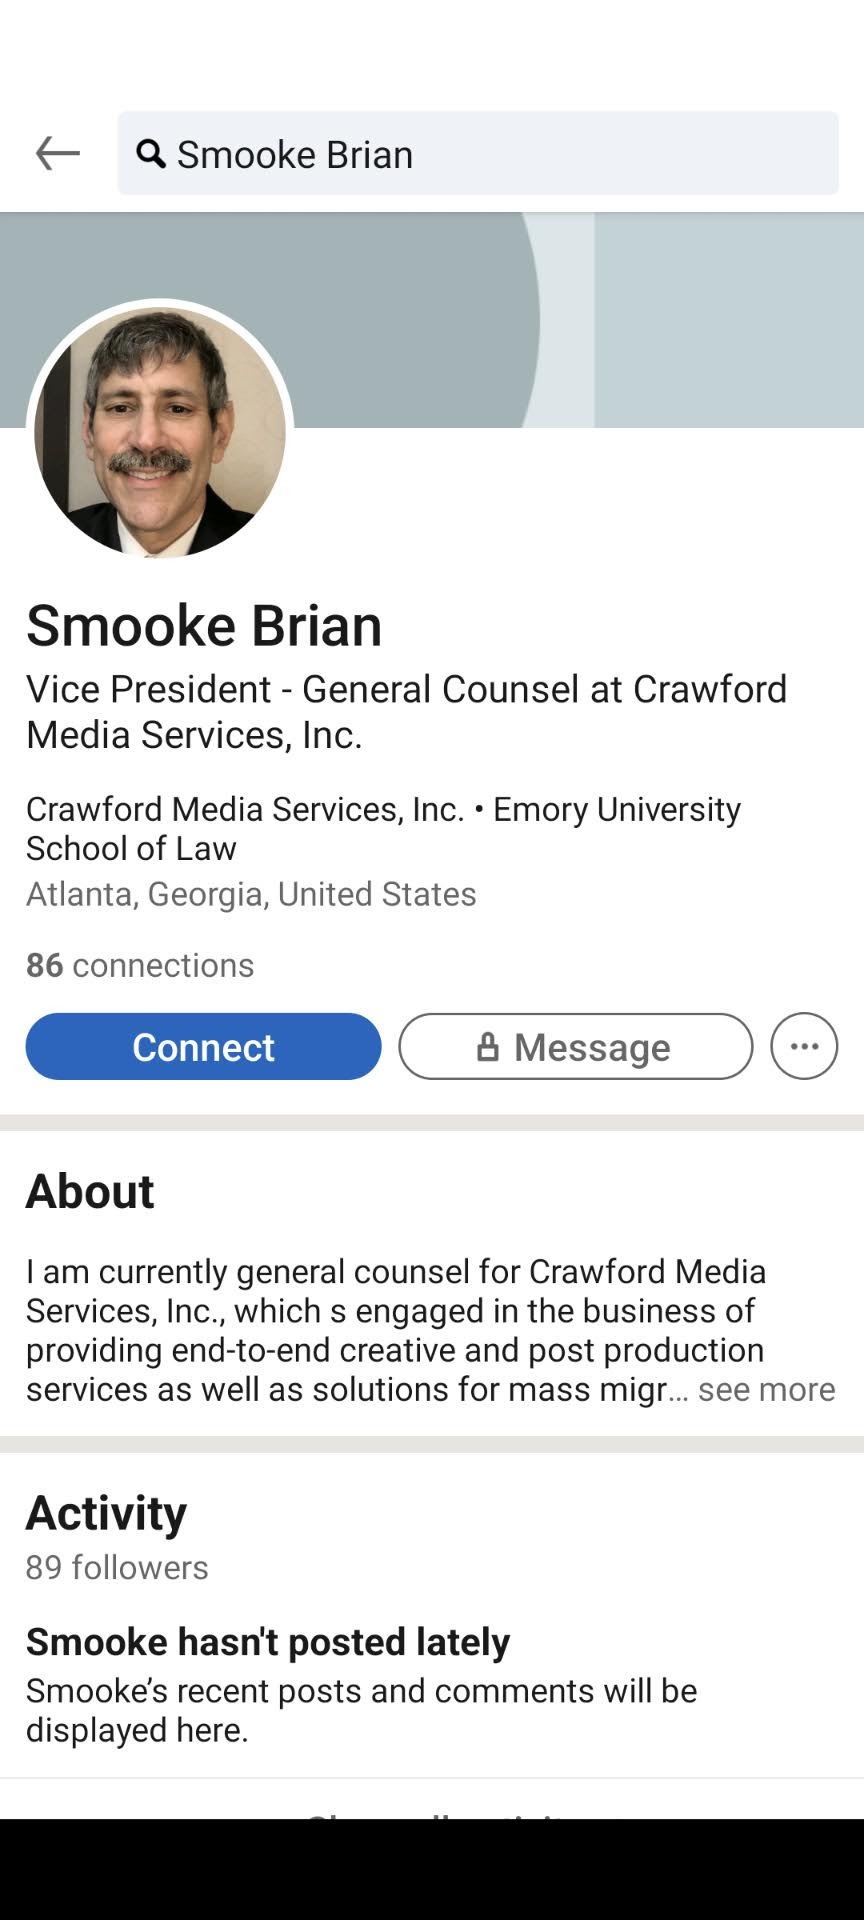 Smooke Brian
Smooke Brian
Vice President - General Counsel at Crawford
Media Services, Inc.
Crawford Media Services, Inc. • Emory University
School of Law
Atlanta, Georgia, United States
86 connections
Connect
Message
About
I am currently general counsel for Crawford Media
Services, Inc., which s engaged in the business of
providing end-to-end creative and post production
services as well as solutions for mass migr... see more
Activity
89 followers
Smooke hasn't posted lately
Smooke’s recent posts and comments will be
displayed here.